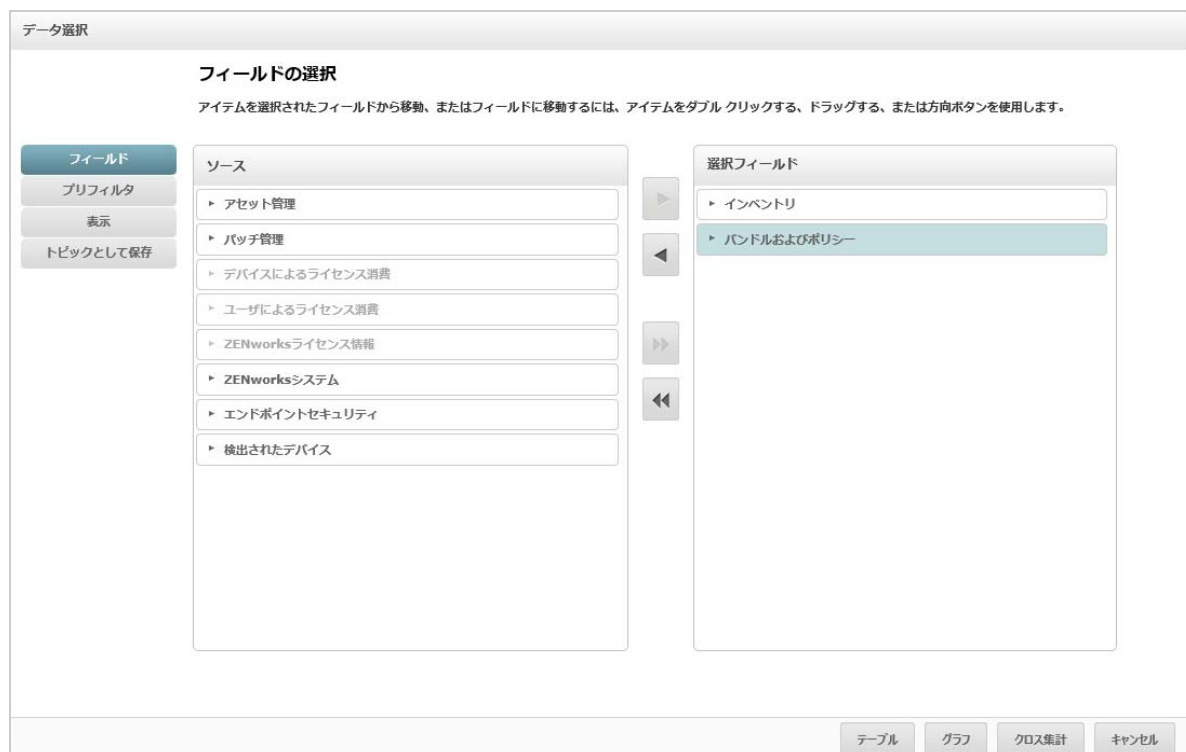 データ選択
フィールドの選択
アイテムを選択されたフィールドから移動、またはフィールドに移動するには、アイテムをダブル クリックする、ドラッグする、または方向ボタンを使用します。
フィールド
プリフィルタ
表示
トピックとして保存
ソース
アセット管理
パッチ管理
デバイスによるライセンス消費
ユーザによるライセンス消費
ZENworksライセンス情報
ZENworksシステム
エンドポイントセキュリティ
検出されたデバイス
選択フィールド
インベントリ
バンドルおよびポリシー
テーブル
グラフ
クロス集計
キャンセル